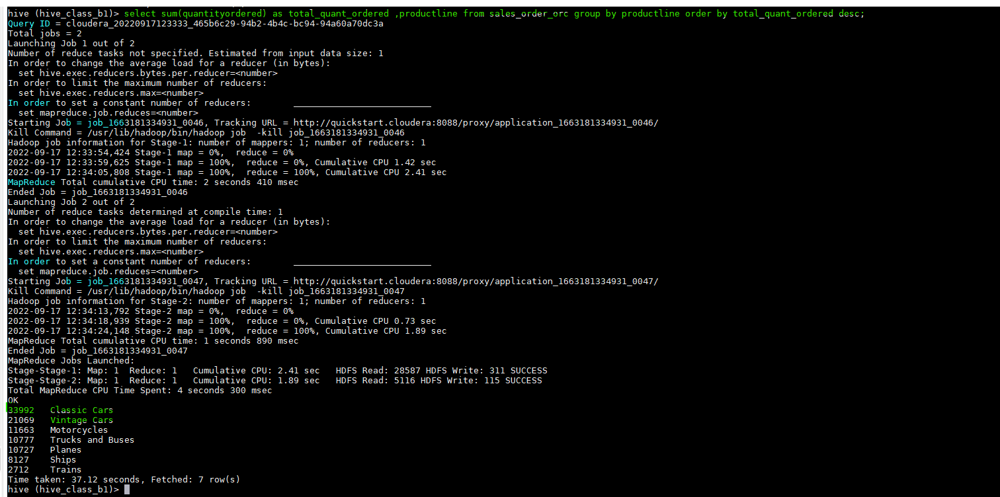 hive (hive_class_b1)> select sum(quantityordered) as total_quant_ordered ,productline from sales_order_orc group by productline order by total_quant_ordered desc;
Query ID = cloudera_20220917123333_465b6c29-94b2-4b4c-bc94-94a60a70dc3a
Total jobs = 2
Launching Job 1 out of 2
Number of reduce tasks not specified. Estimated from input data size: 1
In order to change the average load for a reducer (in bytes):
  set hive.exec.reducers.bytes.per.reducer=<number>
In order to limit the maximum number of reducers:
  set hive.exec.reducers.max=<number>
In order to set a constant number of reducers:
  set mapreduce.job.reduces=<number>
Starting Job = job_1663181334931_0046, Tracking URL = http://quickstart.cloudera:8088/proxy/application_1663181334931_0046/
Kill Command = /usr/lib/hadoop/bin/hadoop job  -kill job_1663181334931_0046
Hadoop job information for Stage-1: number of mappers: 1; number of reducers: 1
2022-09-17 12:33:54,424 Stage-1 map = 0%,  reduce = 0%
2022-09-17 12:33:59,625 Stage-1 map = 100%,  reduce = 0%, Cumulative CPU 1.42 sec
2022-09-17 12:34:05,808 Stage-1 map = 100%,  reduce = 100%, Cumulative CPU 2.41 sec
MapReduce Total cumulative CPU time: 2 seconds 410 msec
Ended Job = job_1663181334931_0046
Launching Job 2 out of 2
Number of reduce tasks determined at compile time: 1
In order to change the average load for a reducer (in bytes):
  set hive.exec.reducers.bytes.per.reducer=<number>
In order to limit the maximum number of reducers:
  set hive.exec.reducers.max=<number>
In order to set a constant number of reducers:
  set mapreduce.job.reduces=<number>
Starting Job = job_1663181334931_0047, Tracking URL = http://quickstart.cloudera:8088/proxy/application_1663181334931_0047/
Kill Command = /usr/lib/hadoop/bin/hadoop job  -kill job_1663181334931_0047
Hadoop job information for Stage-2: number of mappers: 1; number of reducers: 1
2022-09-17 12:34:13,792 Stage-2 map = 0%,  reduce = 0%
2022-09-17 12:34:18,939 Stage-2 map = 100%,  reduce = 0%, Cumulative CPU 0.73 sec
2022-09-17 12:34:24,148 Stage-2 map = 100%,  reduce = 100%, Cumulative CPU 1.89 sec
MapReduce Total cumulative CPU time: 1 seconds 890 msec
Ended Job = job_1663181334931_0047
MapReduce Jobs Launched:
Stage-Stage-1: Map: 1  Reduce: 1   Cumulative CPU: 2.41 sec   HDFS Read: 28587 HDFS Write: 311 SUCCESS
Stage-Stage-2: Map: 1  Reduce: 1   Cumulative CPU: 1.89 sec   HDFS Read: 5116 HDFS Write: 115 SUCCESS
Total MapReduce CPU Time Spent: 4 seconds 300 msec
OK
33992   Classic Cars
21069   Vintage Cars
11663   Motorcycles
10777   Trucks and Buses
10727   Planes
8127    Ships
2712    Trains
Time taken: 37.12 seconds, Fetched: 7 row(s)
hive (hive_class_b1)>